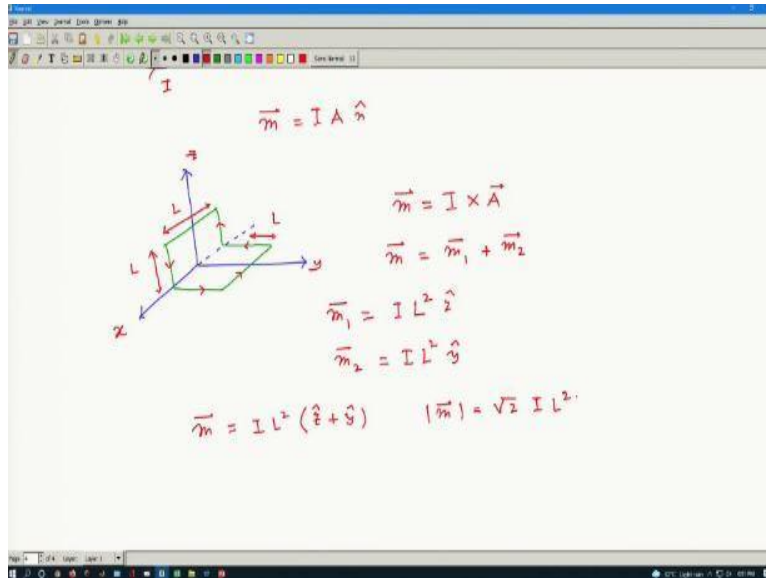 I
m⃗ = I A n̂
z
L
L
L
y
x
m⃗ = I × A⃗
m⃗ = m⃗₁ + m⃗₂
m⃗₁ = I L² ẑ
m⃗₂ = I L² ŷ
m⃗ = I L² (ẑ + ŷ) |m⃗| = √2 I L².